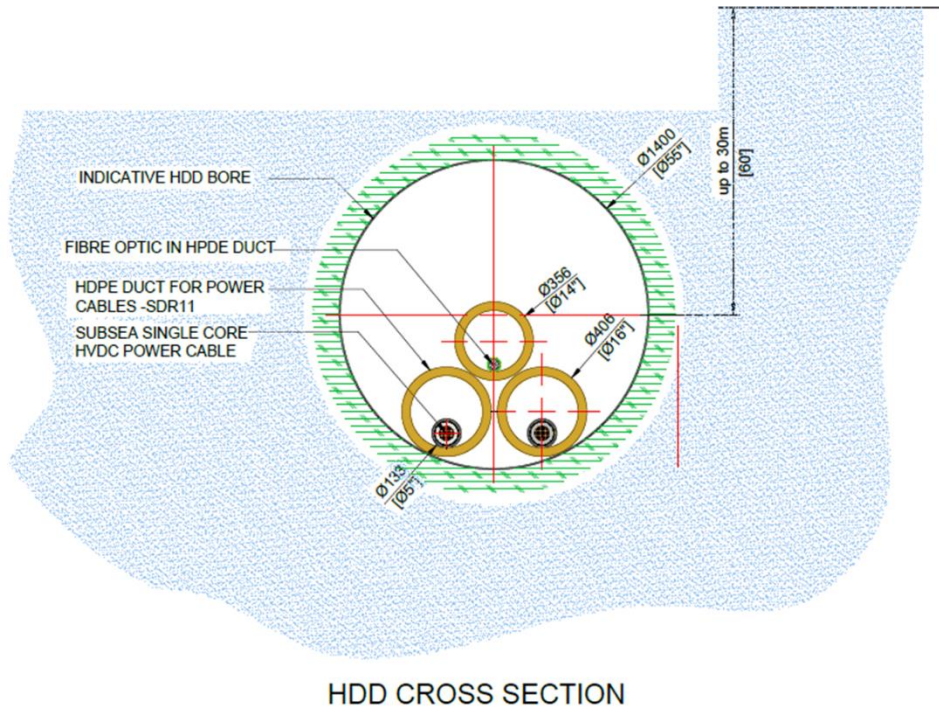 INDICATIVE HDD BORE
FIBRE OPTIC IN HPDE DUCT
HDPE DUCT FOR POWER
CABLES -SDR11
SUBSEA SINGLE CORE
HVDC POWER CABLE
Ø1400
[Ø55"]
up to 30m
[60']
Ø356
[Ø14"]
Ø406
[Ø16"]
Ø133
[Ø5"]
HDD CROSS SECTION